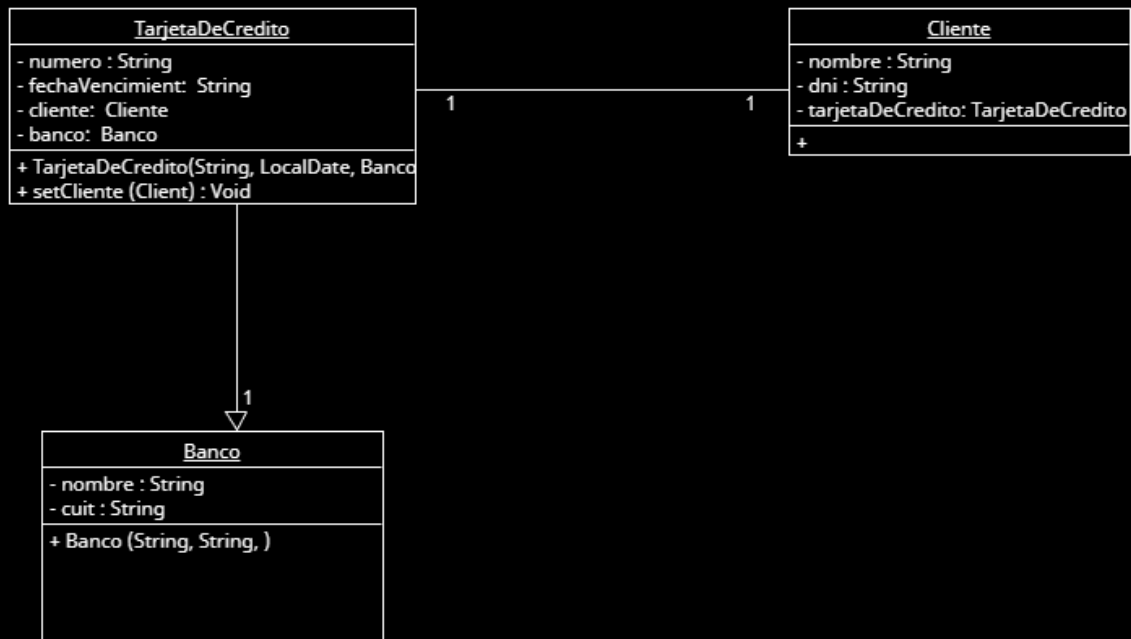 TarjetaDeCredito
- numero : String
- fechaVencimient:  String
- cliente:  Cliente
- banco:  Banco
+ TarjetaDeCredito(String, LocalDate, Banco
+ setCliente (Client) : Void
1
1
Cliente
- nombre : String
- dni : String
- tarjetaDeCredito: TarjetaDeCredito
+
1
Banco
- nombre : String
- cuit : String
+ Banco (String, String, )